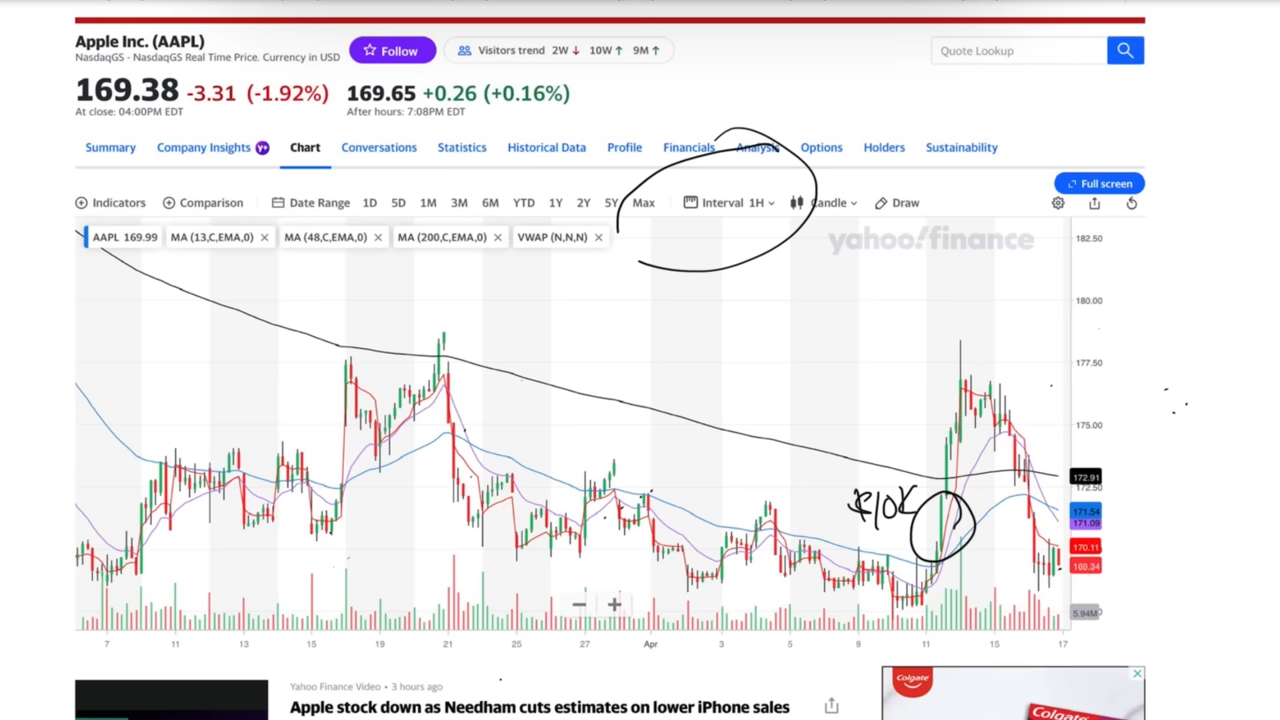 Apple Inc. (AAPL)
NasdaqGS - NasdaqGS Real Time Price. Currency in USD
Follow
Visitors trend 2W ↓ 10W ↑ 9M ↑
Quote Lookup
169.38 -3.31 (-1.92%) 169.65 +0.26 (+0.16%)
At close: 04:00PM EDT After hours: 7:08PM EDT
Summary Company Insights Y+ Chart Conversations Statistics Historical Data Profile Financials Analysis Options Holders Sustainability
Full screen
Indicators Comparison Date Range 1D 5D 1M 3M 6M YTD 1Y 2Y 5Y Max Interval 1H Candle Draw
AAPL 169.99 MA (13,C,EMA,0) MA (48,C,EMA,0) MA (200,C,EMA,0) VWAP (N,N,N)
yahoo!finance
182.50
180.00
177.50
175.00
172.91
172.50
$10K
171.54
171.09
170.11
169.34
5.94M
7 11 13 15 19 21 25 27 Apr 3 5 9 11 15 17
Yahoo Finance Video • 3 hours ago
Apple stock down as Needham cuts estimates on lower iPhone sales
Colgate
Colgate